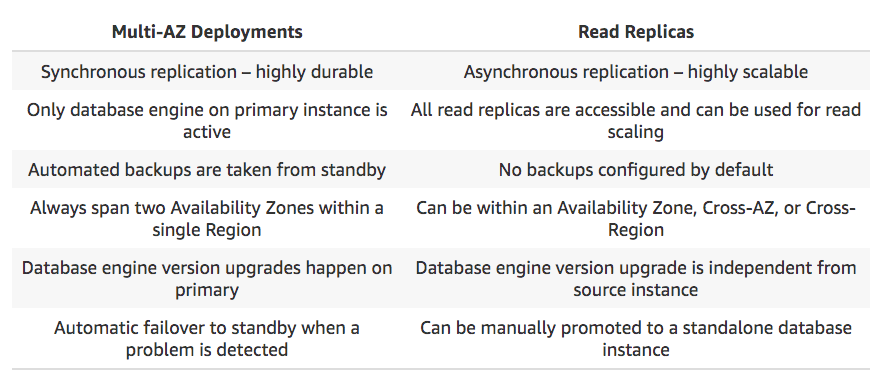 Multi-AZ Deployments
Read Replicas
Synchronous replication – highly durable
Asynchronous replication – highly scalable
Only database engine on primary instance is
active
All read replicas are accessible and can be used for read
scaling
Automated backups are taken from standby
No backups configured by default
Always span two Availability Zones within a
single Region
Can be within an Availability Zone, Cross-AZ, or Cross-
Region
Database engine version upgrades happen on
primary
Database engine version upgrade is independent from
source instance
Automatic failover to standby when a
problem is detected
Can be manually promoted to a standalone database
instance